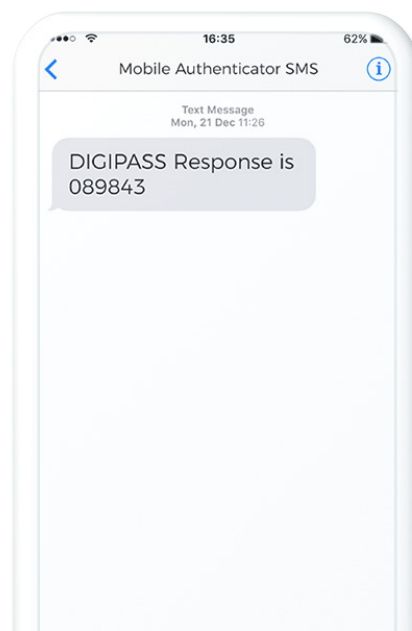 16:35
62%
Mobile Authenticator SMS
i
Text Message
Mon, 21 Dec 11:26
DIGIPASS Response is
089843